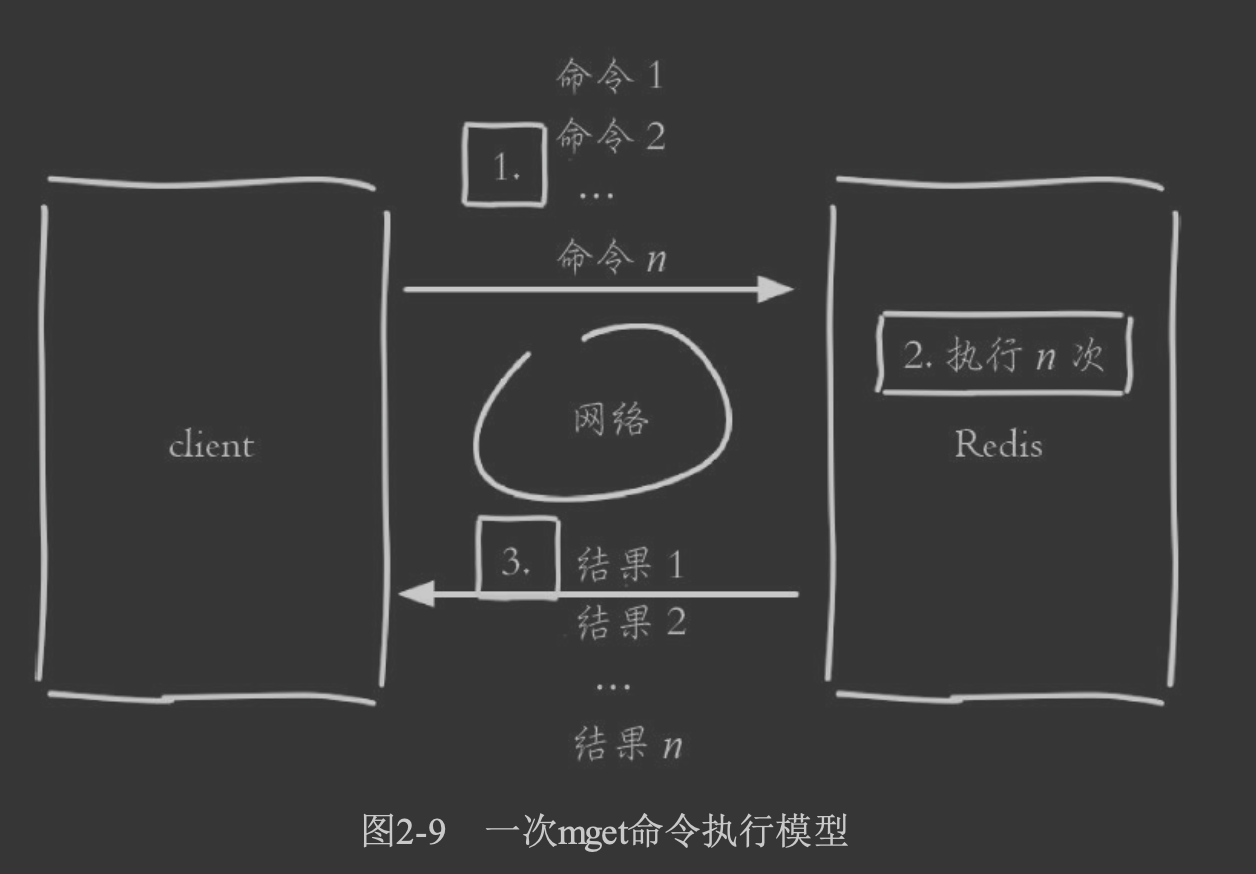 命令 1
1.
命令 2
...
命令 n
2. 执行 n 次
网络
client
Redis
3.
结果 1
结果 2
...
结果 n
图2-9 一次mget命令执行模型